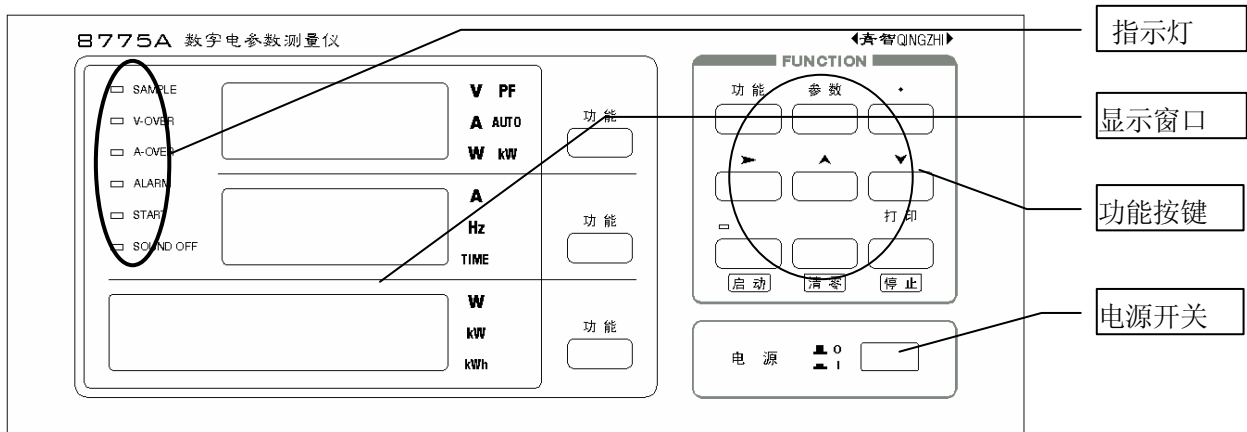 8775A 数字电参数测量仪
青智QINGZHI
指示灯
显示窗口
功能按键
电源开关
SAMPLE
V-OVER
A-OVER
ALARM
START
SOUND OFF
V PF
A AUTO
W kW
功能
A
Hz
TIME
功能
W
kW
kWh
功能
FUNCTION
功能 参数 •
打印
启动 清零 停止
电源
O
I